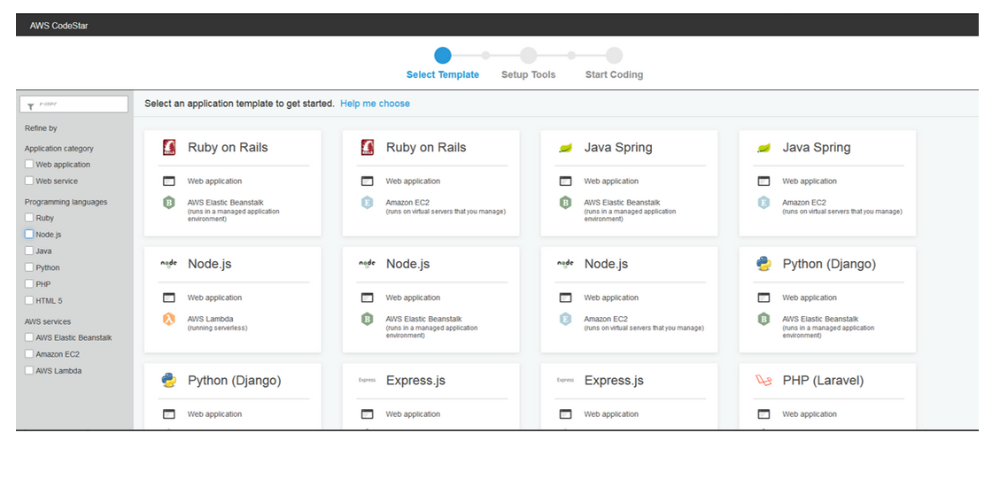 AWS CodeStar
Select Template
Setup Tools
Start Coding
Filter
Select an application template to get started. Help me choose
Refine by
Application category
Web application
Web service
Programming languages
Ruby
Node.js
Java
Python
PHP
HTML 5
AWS services
AWS Elastic Beanstalk
Amazon EC2
AWS Lambda
Ruby on Rails
Web application
AWS Elastic Beanstalk
(runs in a managed application
environment)
Ruby on Rails
Web application
Amazon EC2
(runs on virtual servers that you manage)
Java Spring
Web application
AWS Elastic Beanstalk
(runs in a managed application
environment)
Java Spring
Web application
Amazon EC2
(runs on virtual servers that you manage)
node
Node.js
Web application
AWS Lambda
(running serverless)
node
Node.js
Web application
AWS Elastic Beanstalk
(runs in a managed application
environment)
node
Node.js
Web application
Amazon EC2
(runs on virtual servers that you manage)
Python (Django)
Web application
AWS Elastic Beanstalk
(runs in a managed application
environment)
Python (Django)
Web application
Express
Express.js
Web application
Express
Express.js
Web application
PHP (Laravel)
Web application